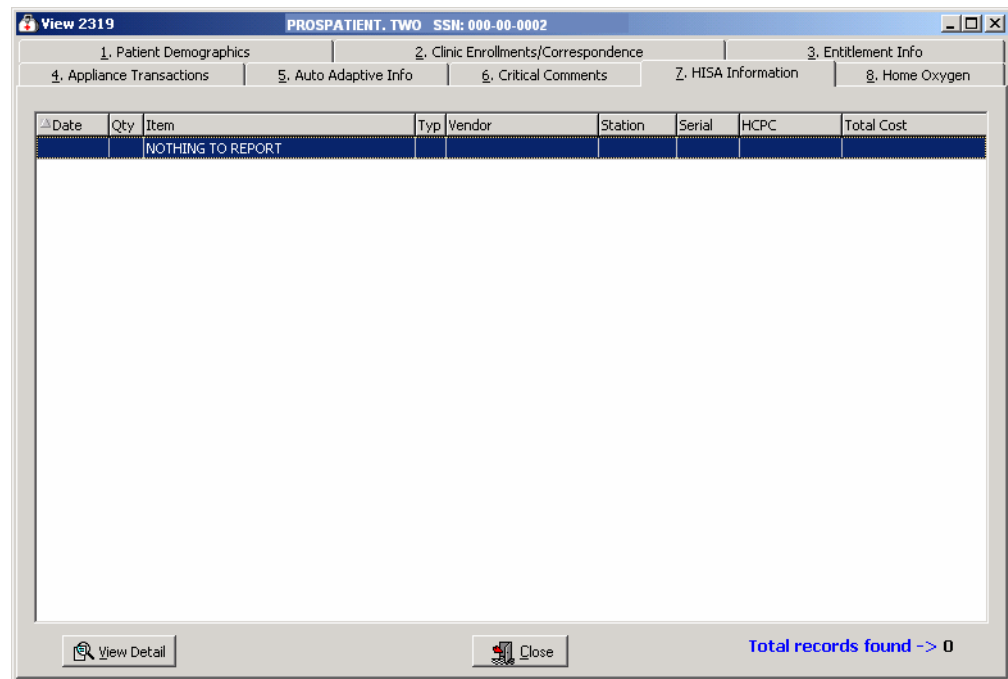 View 2319 PROSPATIENT. TWO SSN: 000-00-0002
1. Patient Demographics 2. Clinic Enrollments/Correspondence 3. Entitlement Info
4. Appliance Transactions 5. Auto Adaptive Info 6. Critical Comments 7. HISA Information 8. Home Oxygen
Date Qty Item Typ Vendor Station Serial HCPC Total Cost
NOTHING TO REPORT
View Detail Close Total records found -> 0